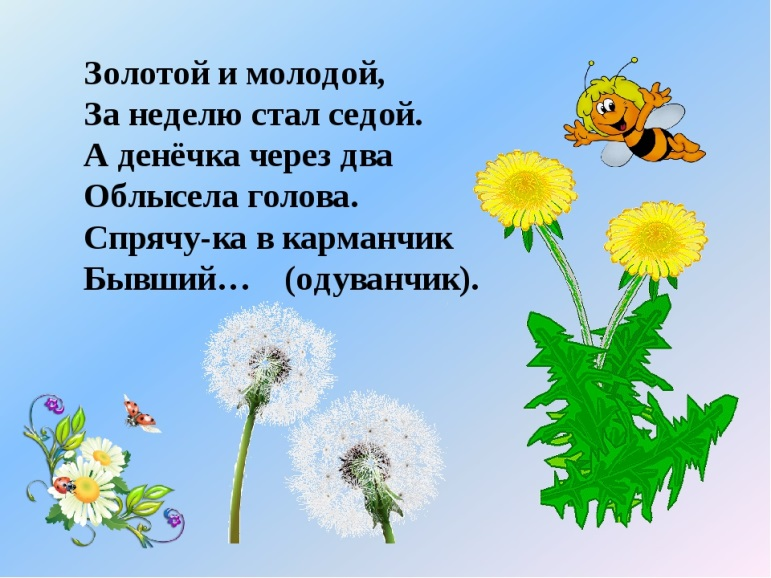 Золотой и молодой,
За неделю стал седой.
А денёчка через два
Облысела голова.
Спрячу-ка в карманчик
Бывший… (одуванчик).